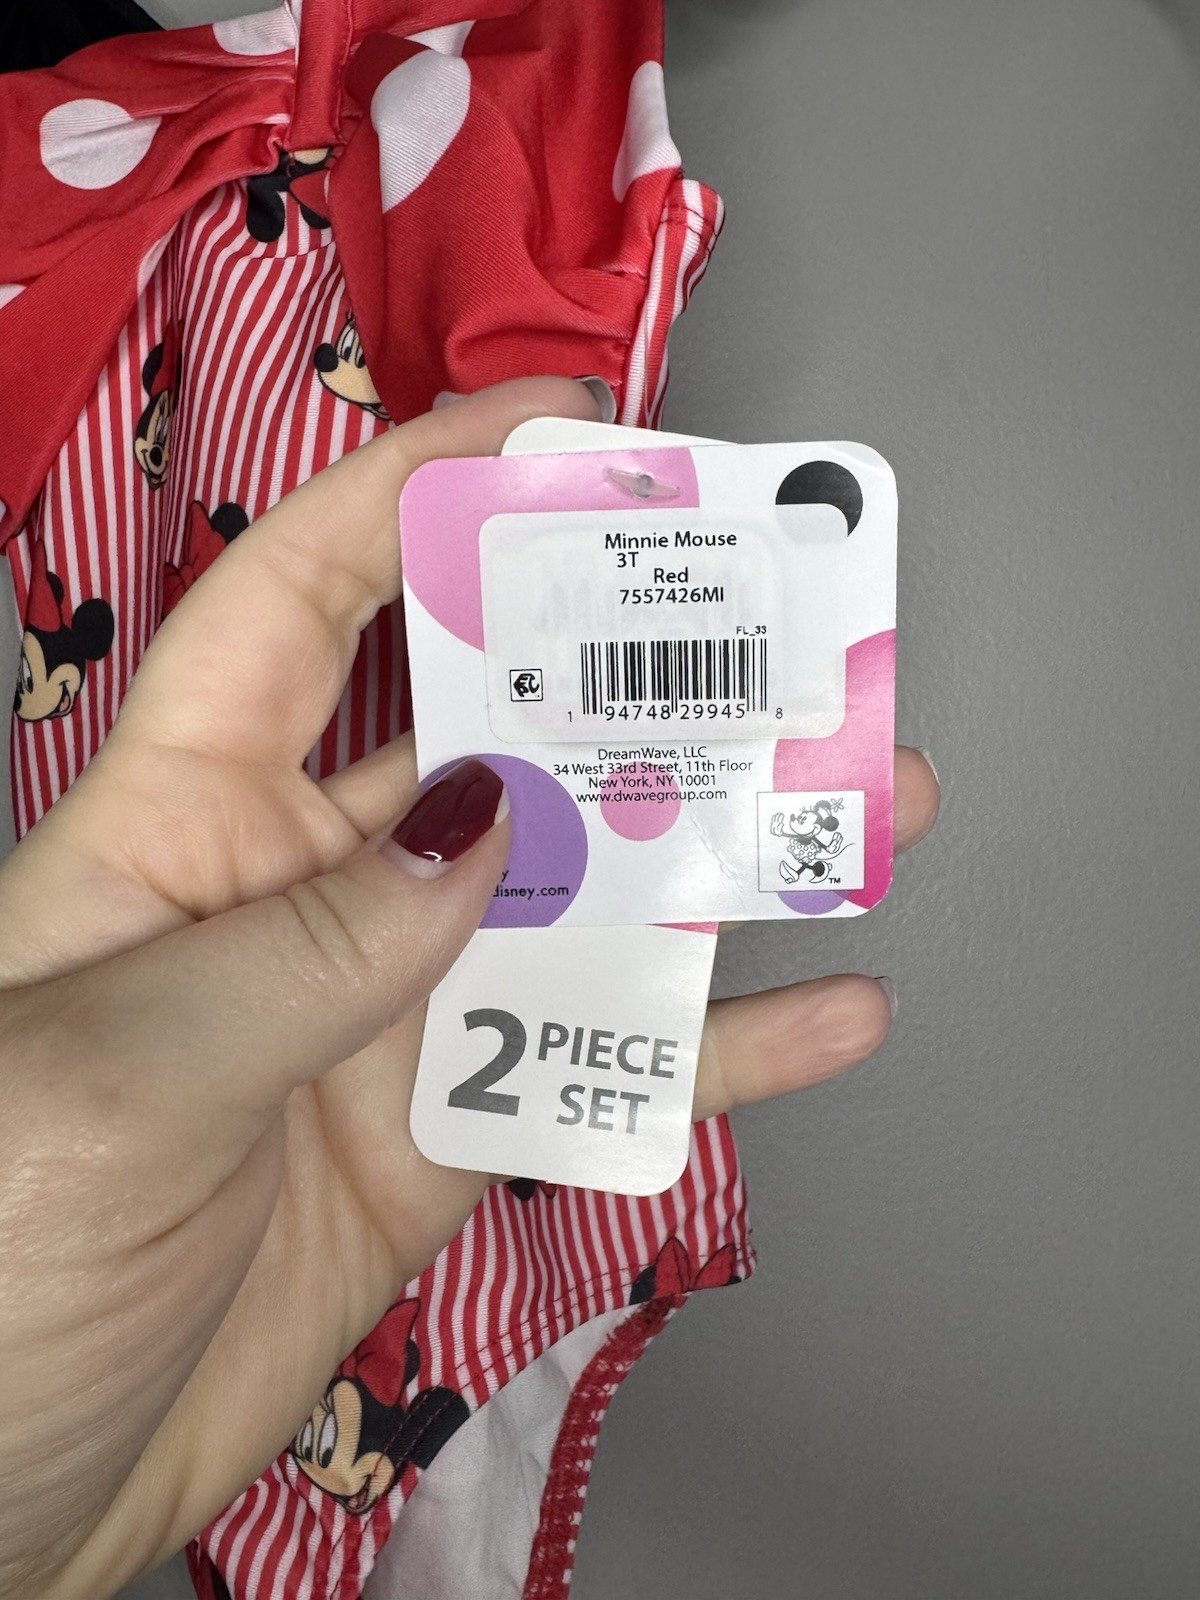 Minnie Mouse
3T
Red
7557426MI
FL_33
1 94748 29945 8
DreamWave, LLC
34 West 33rd Street, 11th Floor
New York, NY 10001
www.dwavegroup.com
y
disney.com
TM
2 PIECE
SET